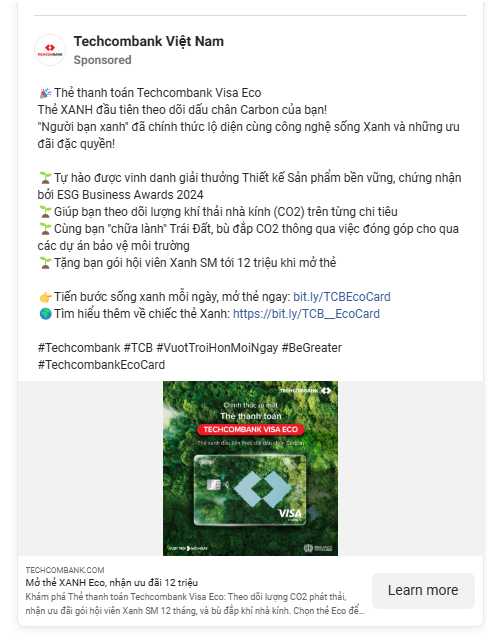 Techcombank Việt Nam
Sponsored
🎉Thẻ thanh toán Techcombank Visa Eco
Thẻ XANH đầu tiên theo dõi dấu chân Carbon của bạn!
"Người bạn xanh" đã chính thức lộ diện cùng công nghệ sống Xanh và những ưu
đãi đặc quyền!
🌱Tự hào được vinh danh giải thưởng Thiết kế Sản phẩm bền vững, chứng nhận
bởi ESG Business Awards 2024
🌱Giúp bạn theo dõi lượng khí thải nhà kính (CO2) trên từng chi tiêu
🌱Cùng bạn "chữa lành" Trái Đất, bù đắp CO2 thông qua việc đóng góp cho qua
các dự án bảo vệ môi trường
🌱Tặng bạn gói hội viên Xanh SM tới 12 triệu khi mở thẻ
👉Tiến bước sống xanh mỗi ngày, mở thẻ ngay: bit.ly/TCBEcoCard
🌎Tìm hiểu thêm về chiếc thẻ Xanh: https://bit.ly/TCB__EcoCard
#Techcombank #TCB #VuotTroiHonMoiNgay #BeGreater
#TechcombankEcoCard
TECHCOMBANK
Chính thức ra mắt
Thẻ thanh toán
TECHCOMBANK VISA ECO
Thẻ xanh đầu tiên theo dõi dấu chân Carbon
VISA
VƯỢT TRỘI MỖI NGÀY
TECHCOMBANK.COM
Mở thẻ XANH Eco, nhận ưu đãi 12 triệu
Khám phá Thẻ thanh toán Techcombank Visa Eco: Theo dõi lượng CO2 phát thải,
nhận ưu đãi gói hội viên Xanh SM 12 tháng, và bù đắp khí nhà kính. Chọn thẻ Eco để...
Learn more